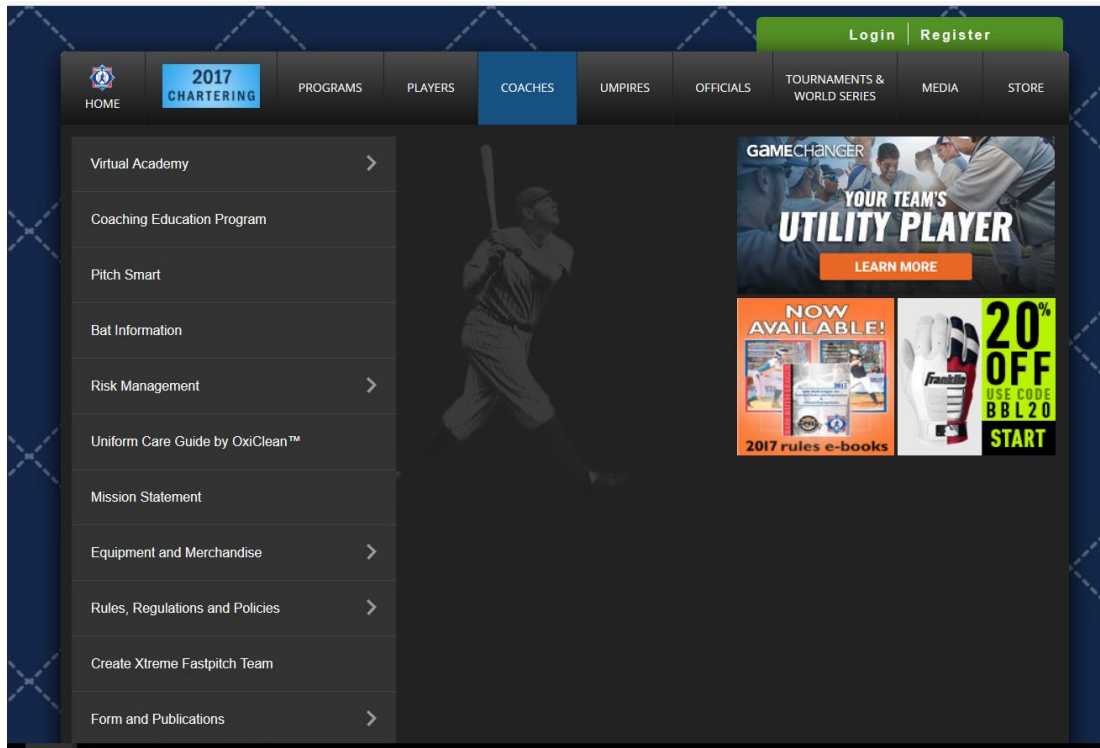 Login Register
HOME
2017
CHARTERING
PROGRAMS
PLAYERS
COACHES
UMPIRES
OFFICIALS
TOURNAMENTS &
WORLD SERIES
MEDIA
STORE
Virtual Academy
Coaching Education Program
Pitch Smart
Bat Information
Risk Management
Uniform Care Guide by OxiClean™
Mission Statement
Equipment and Merchandise
Rules, Regulations and Policies
Create Xtreme Fastpitch Team
Form and Publications
GAMECHANGER
YOUR TEAM'S
UTILITY PLAYER
LEARN MORE
NOW
AVAILABLE!
2017
2017 rules e-books
Franklin
20%
OFF
USE CODE
BBL20
START